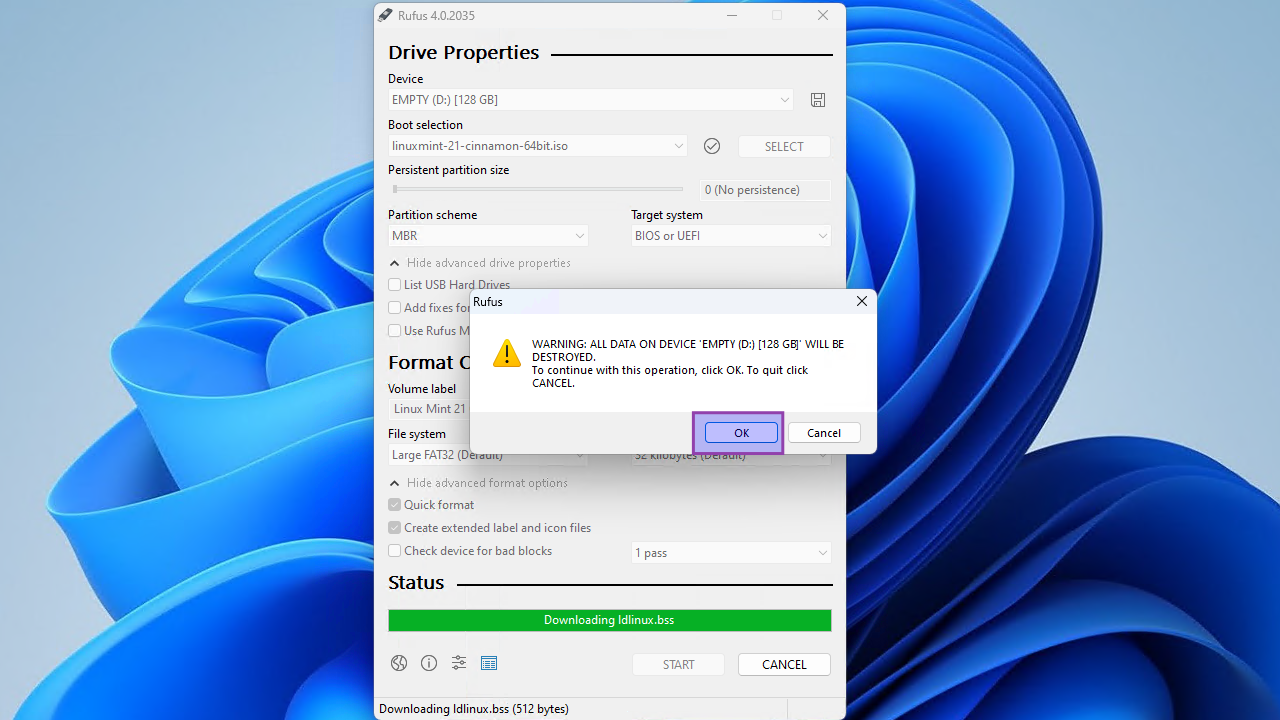 Rufus 4.0.2035
Drive Properties
Device
EMPTY (D:) [128 GB]
Boot selection
linuxmint-21-cinnamon-64bit.iso
SELECT
Persistent partition size
0 (No persistence)
Partition scheme
Target system
MBR
BIOS or UEFI
Hide advanced drive properties
List USB Hard Drives
Add fixes fo
Use Rufus M
Rufus
WARNING: ALL DATA ON DEVICE 'EMPTY (D:) [128 GB]' WILL BE
DESTROYED.
To continue with this operation, click OK. To quit click
CANCEL.
OK
Cancel
Format
Volume label
Linux Mint 21
File system
Large FAT32 (Default)
32 kilobytes (Default)
Hide advanced format options
Quick format
Create extended label and icon files
Check device for bad blocks
1 pass
Status
Downloading ldlinux.bss
START
CANCEL
Downloading ldlinux.bss (512 bytes)